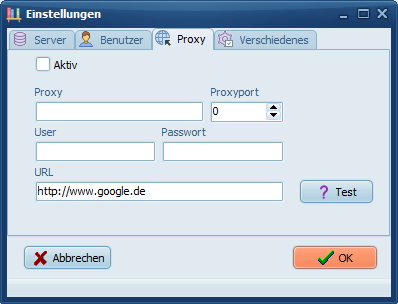 Einstellungen
Server Benutzer Proxy Verschiedenes
Aktiv
Proxy Proxyport
0
User Passwort
URL
http://www.google.de
? Test
Abbrechen OK